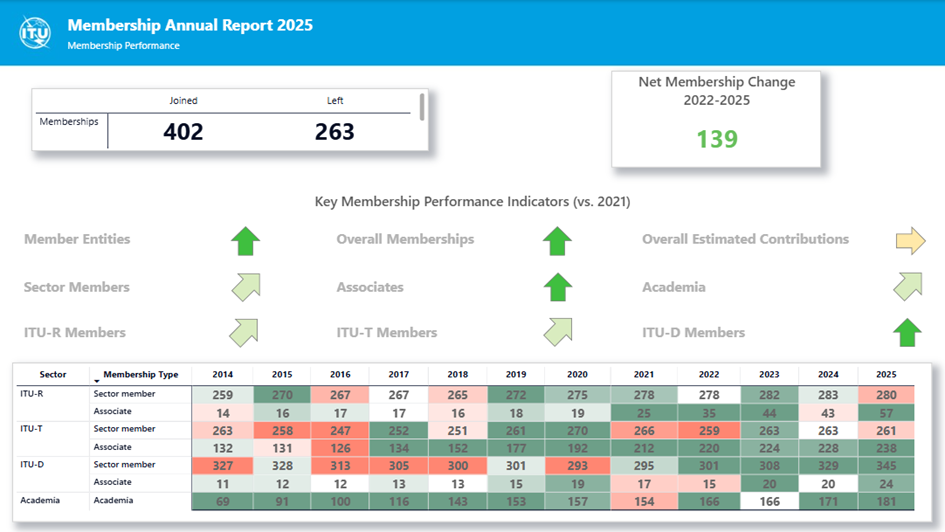 ITU
Membership Annual Report 2025
Membership Performance
Joined Left
Memberships 402 263
Net Membership Change
2022-2025
139
Key Membership Performance Indicators (vs. 2021)
Member Entities Overall Memberships Overall Estimated Contributions
Sector Members Associates Academia
ITU-R Members ITU-T Members ITU-D Members
Sector Membership Type 2014 2015 2016 2017 2018 2019 2020 2021 2022 2023 2024 2025
ITU-R Sector member 259 270 267 267 265 272 275 278 278 282 283 280
Associate 14 16 17 17 16 18 19 25 35 44 43 57
ITU-T Sector member 263 258 247 252 251 261 270 266 259 263 263 261
Associate 132 131 126 134 152 177 192 212 220 224 228 238
ITU-D Sector member 327 328 313 305 300 301 293 295 301 308 329 345
Associate 11 12 12 13 13 15 19 17 15 20 20 24
Academia Academia 69 91 100 116 143 153 157 154 166 166 171 181